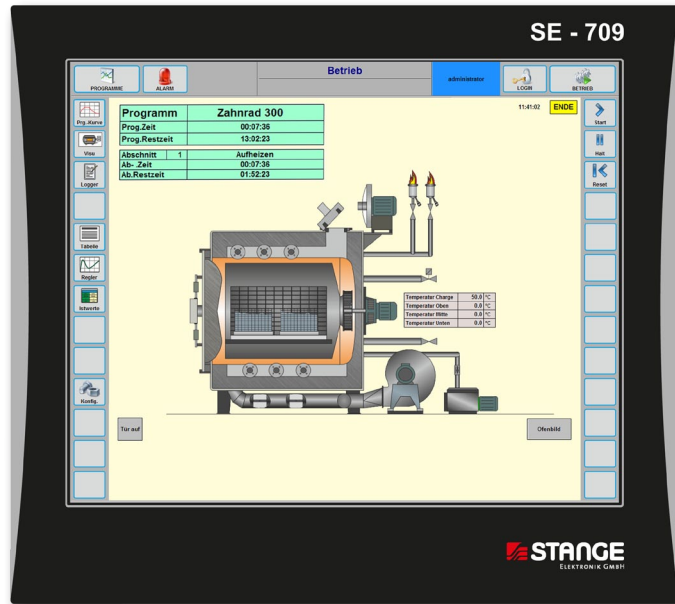 SE - 709
PROGRAMME
ALARM
Betrieb
administrator
LOGIN
BETRIEB
Prg.-Kurve
Programm Zahnrad 300
Prog.Zeit 00:07:36
Prog.Restzeit 13:02:23
11:41:02 ENDE
Start
Visu
Abschnitt 1 Aufheizen
Ab- .Zeit 00:07:36
Ab.Restzeit 01:52:23
Halt
Logger
Reset
Tabelle
Regler
Istwerte
Temperatur Charge 50.0 °C
Temperatur Oben 0.0 °C
Temperatur Mitte 0.0 °C
Temperatur Unten 0.0 °C
Konfig.
Tür auf
Ofenbild
STANGE
ELEKTRONIK GMBH